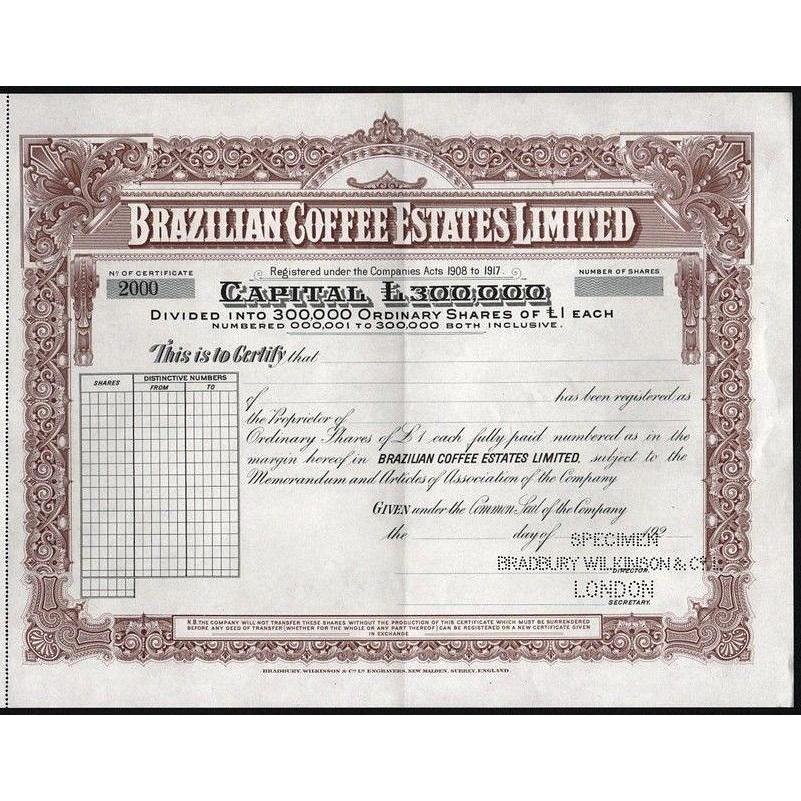 BRAZILIAN COFFEE ESTATES LIMITED
No. OF CERTIFICATE
2000
Registered under the Companies Acts 1908 to 1917.
NUMBER OF SHARES
CAPITAL £300,000
DIVIDED INTO 300,000 ORDINARY SHARES OF £1 EACH
NUMBERED 000,001 TO 300,000 BOTH INCLUSIVE.
This is to Certify that
SHARES
DISTINCTIVE NUMBERS
FROM
TO
of has been registered as
the Proprietor of
Ordinary Shares of £1 each fully paid numbered as in the
margin hereof in BRAZILIAN COFFEE ESTATES LIMITED, subject to the
Memorandum and Articles of Association of the Company
GIVEN under the Common Seal of the Company
the day of 192
SPECIMEN
BRADBURY WILKINSON & Co
DIRECTOR.
LONDON
SECRETARY.
N.B. THE COMPANY WILL NOT TRANSFER THESE SHARES WITHOUT THE PRODUCTION OF THIS CERTIFICATE WHICH MUST BE SURRENDERED
BEFORE ANY DEED OF TRANSFER (WHETHER FOR THE WHOLE OR ANY PART THEREOF) CAN BE REGISTERED OR A NEW CERTIFICATE GIVEN
IN EXCHANGE
BRADBURY, WILKINSON & Co. Ld. ENGRAVERS, NEW MALDEN, SURREY, ENGLAND